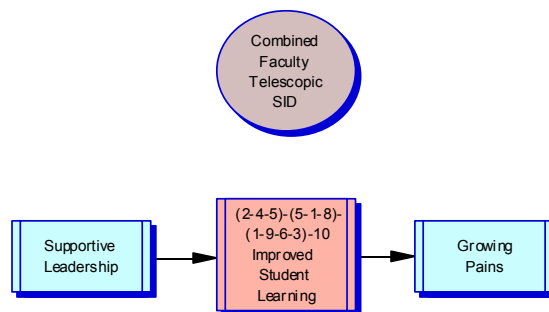 Combined
Faculty
Telescopic
SID
Supportive
Leadership
(2-4-5)-(5-1-8)-
(1-9-6-3)-10
Improved
Student
Learning
Growing
Pains